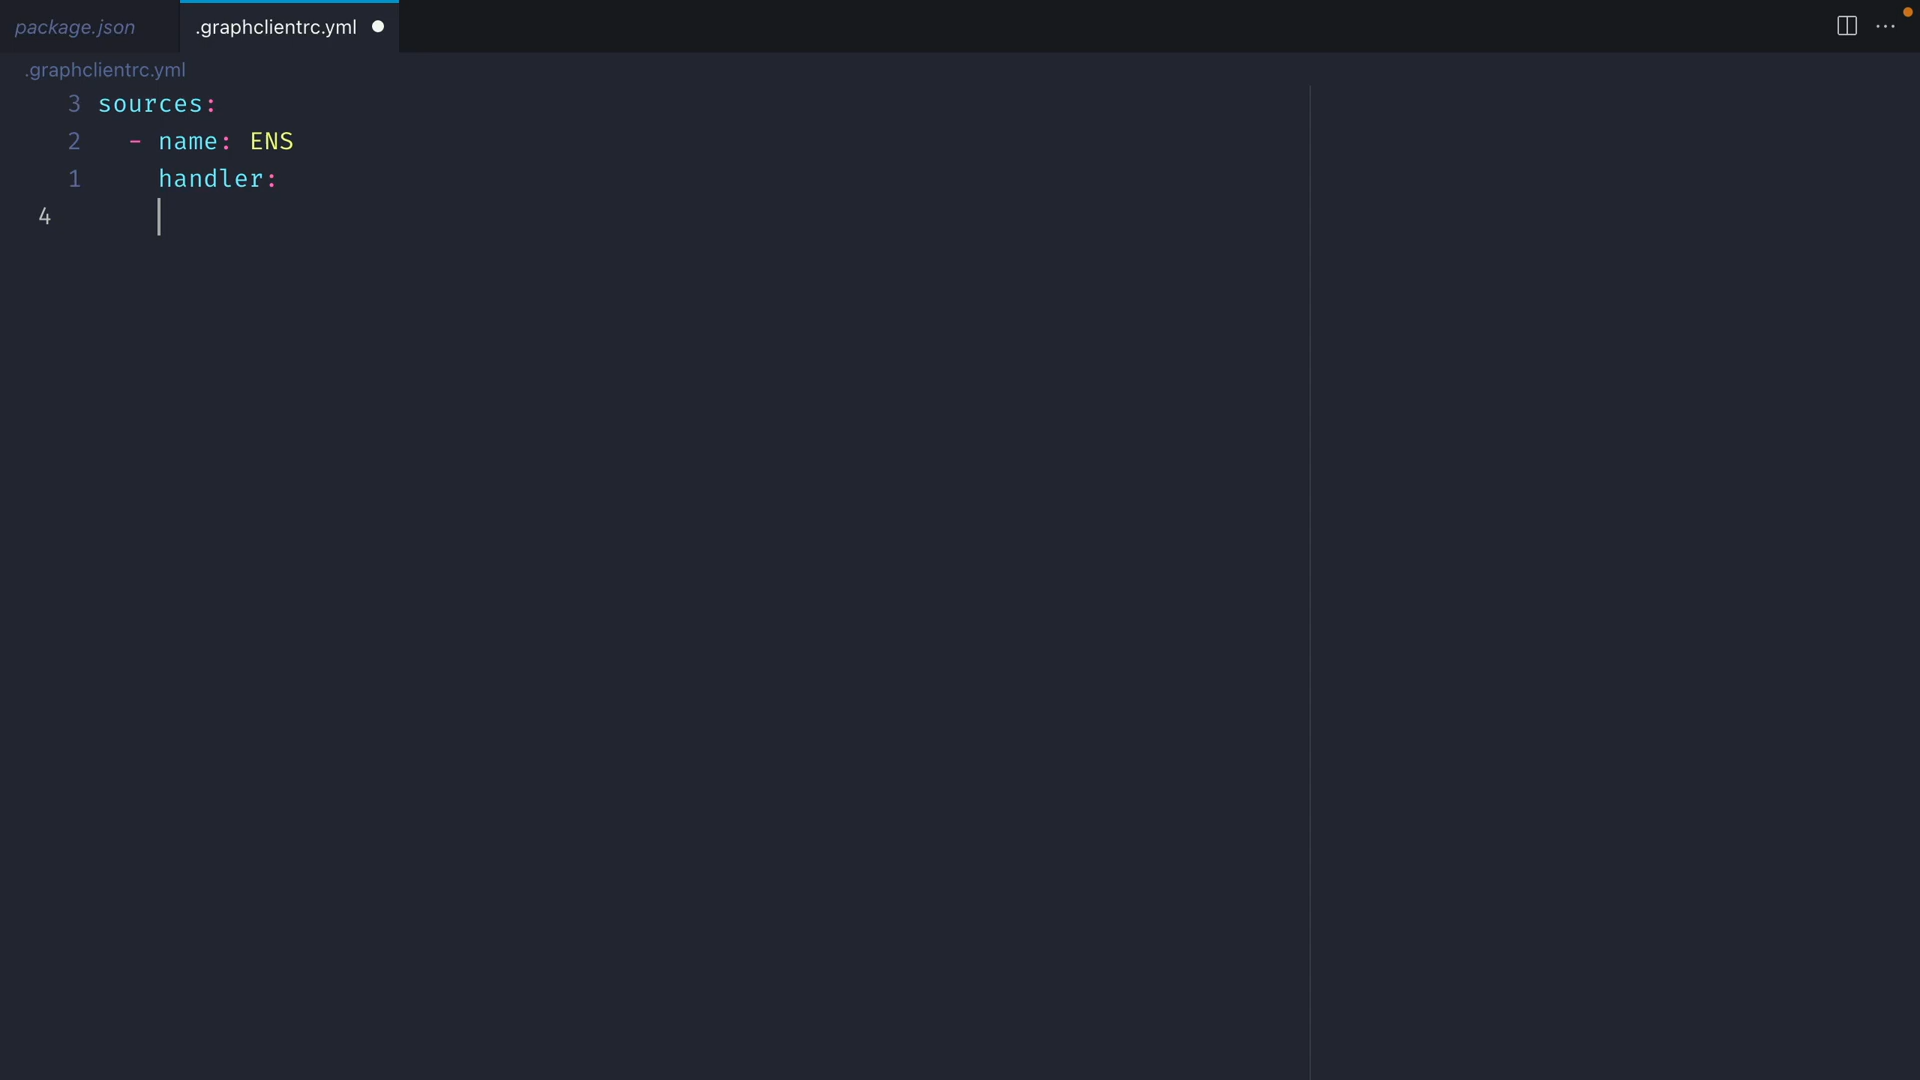 package.json
.graphclientrc.yml
.graphclientrc.yml
3 sources:
2 - name: ENS
1 handler:
4